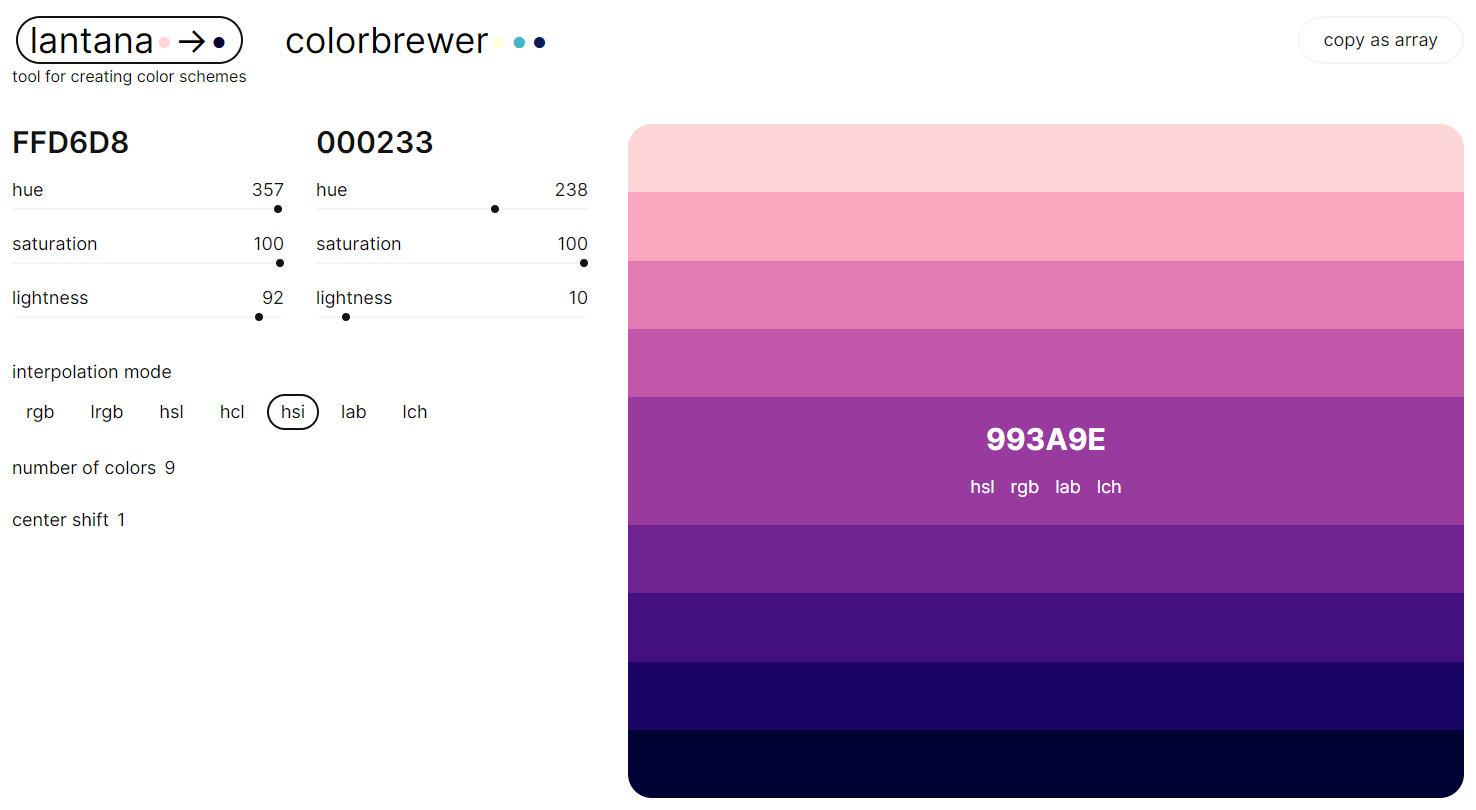 lantana → colorbrewer
copy as array
tool for creating color schemes
FFD6D8 000233
hue 357 hue 238
saturation 100 saturation 100
lightness 92 lightness 10
interpolation mode
rgb lrgb hsl hcl hsi lab lch
number of colors 9
center shift 1
993A9E
hsl rgb lab lch